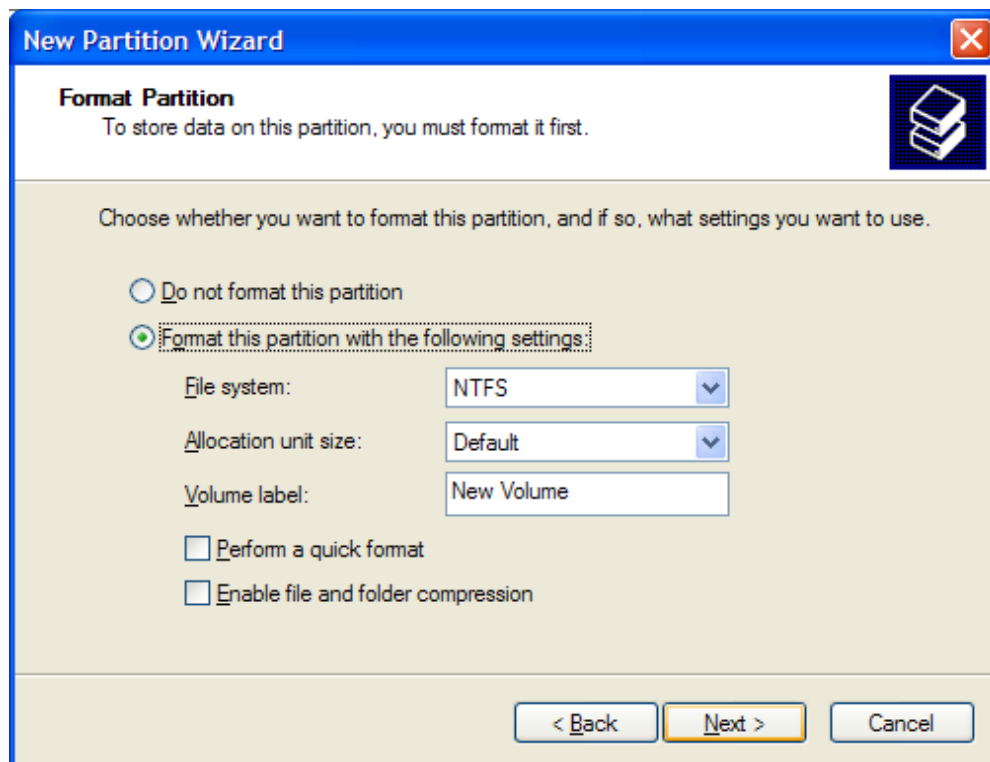 New Partition Wizard
Format Partition
To store data on this partition, you must format it first.
Choose whether you want to format this partition, and if so, what settings you want to use.
Do not format this partition
Format this partition with the following settings:
File system: NTFS
Allocation unit size: Default
Volume label: New Volume
Perform a quick format
Enable file and folder compression
< Back Next > Cancel